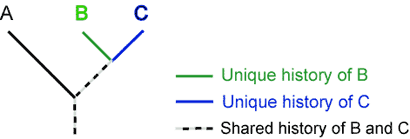 A B C
Unique history of B
Unique history of C
Shared history of B and C